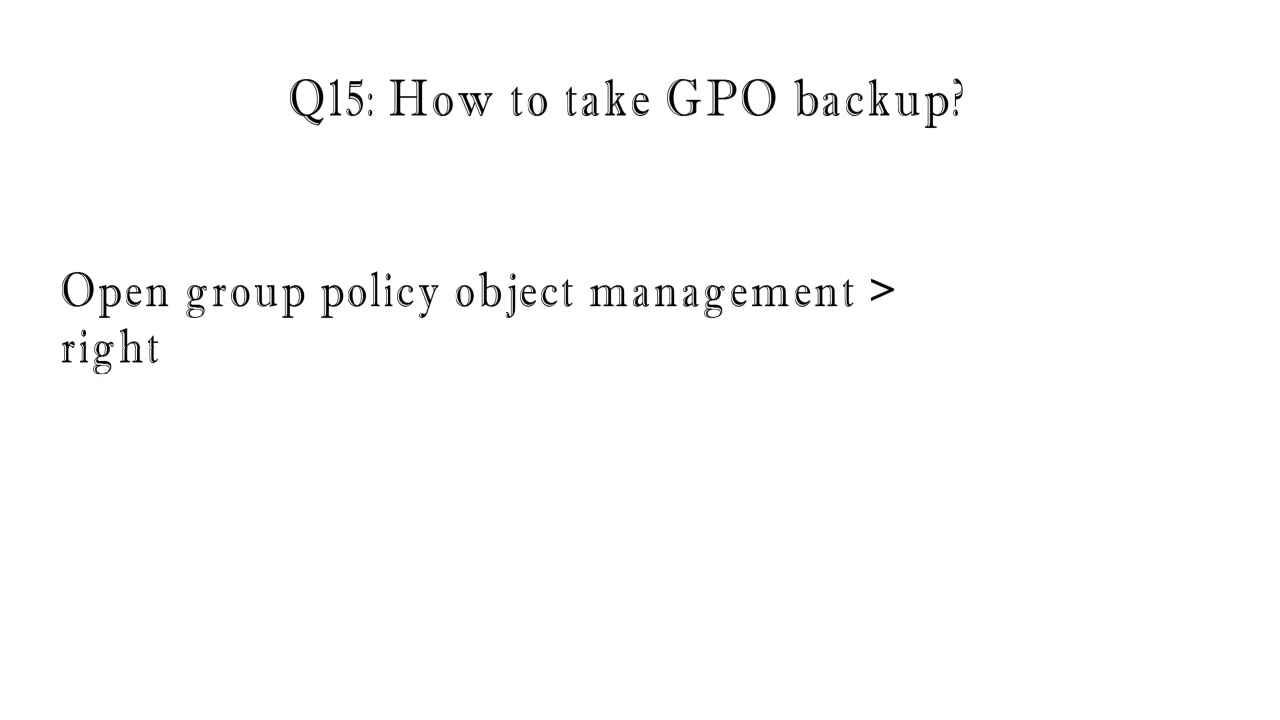 Q15: How to take GPO backup?
Open group policy object management >
right